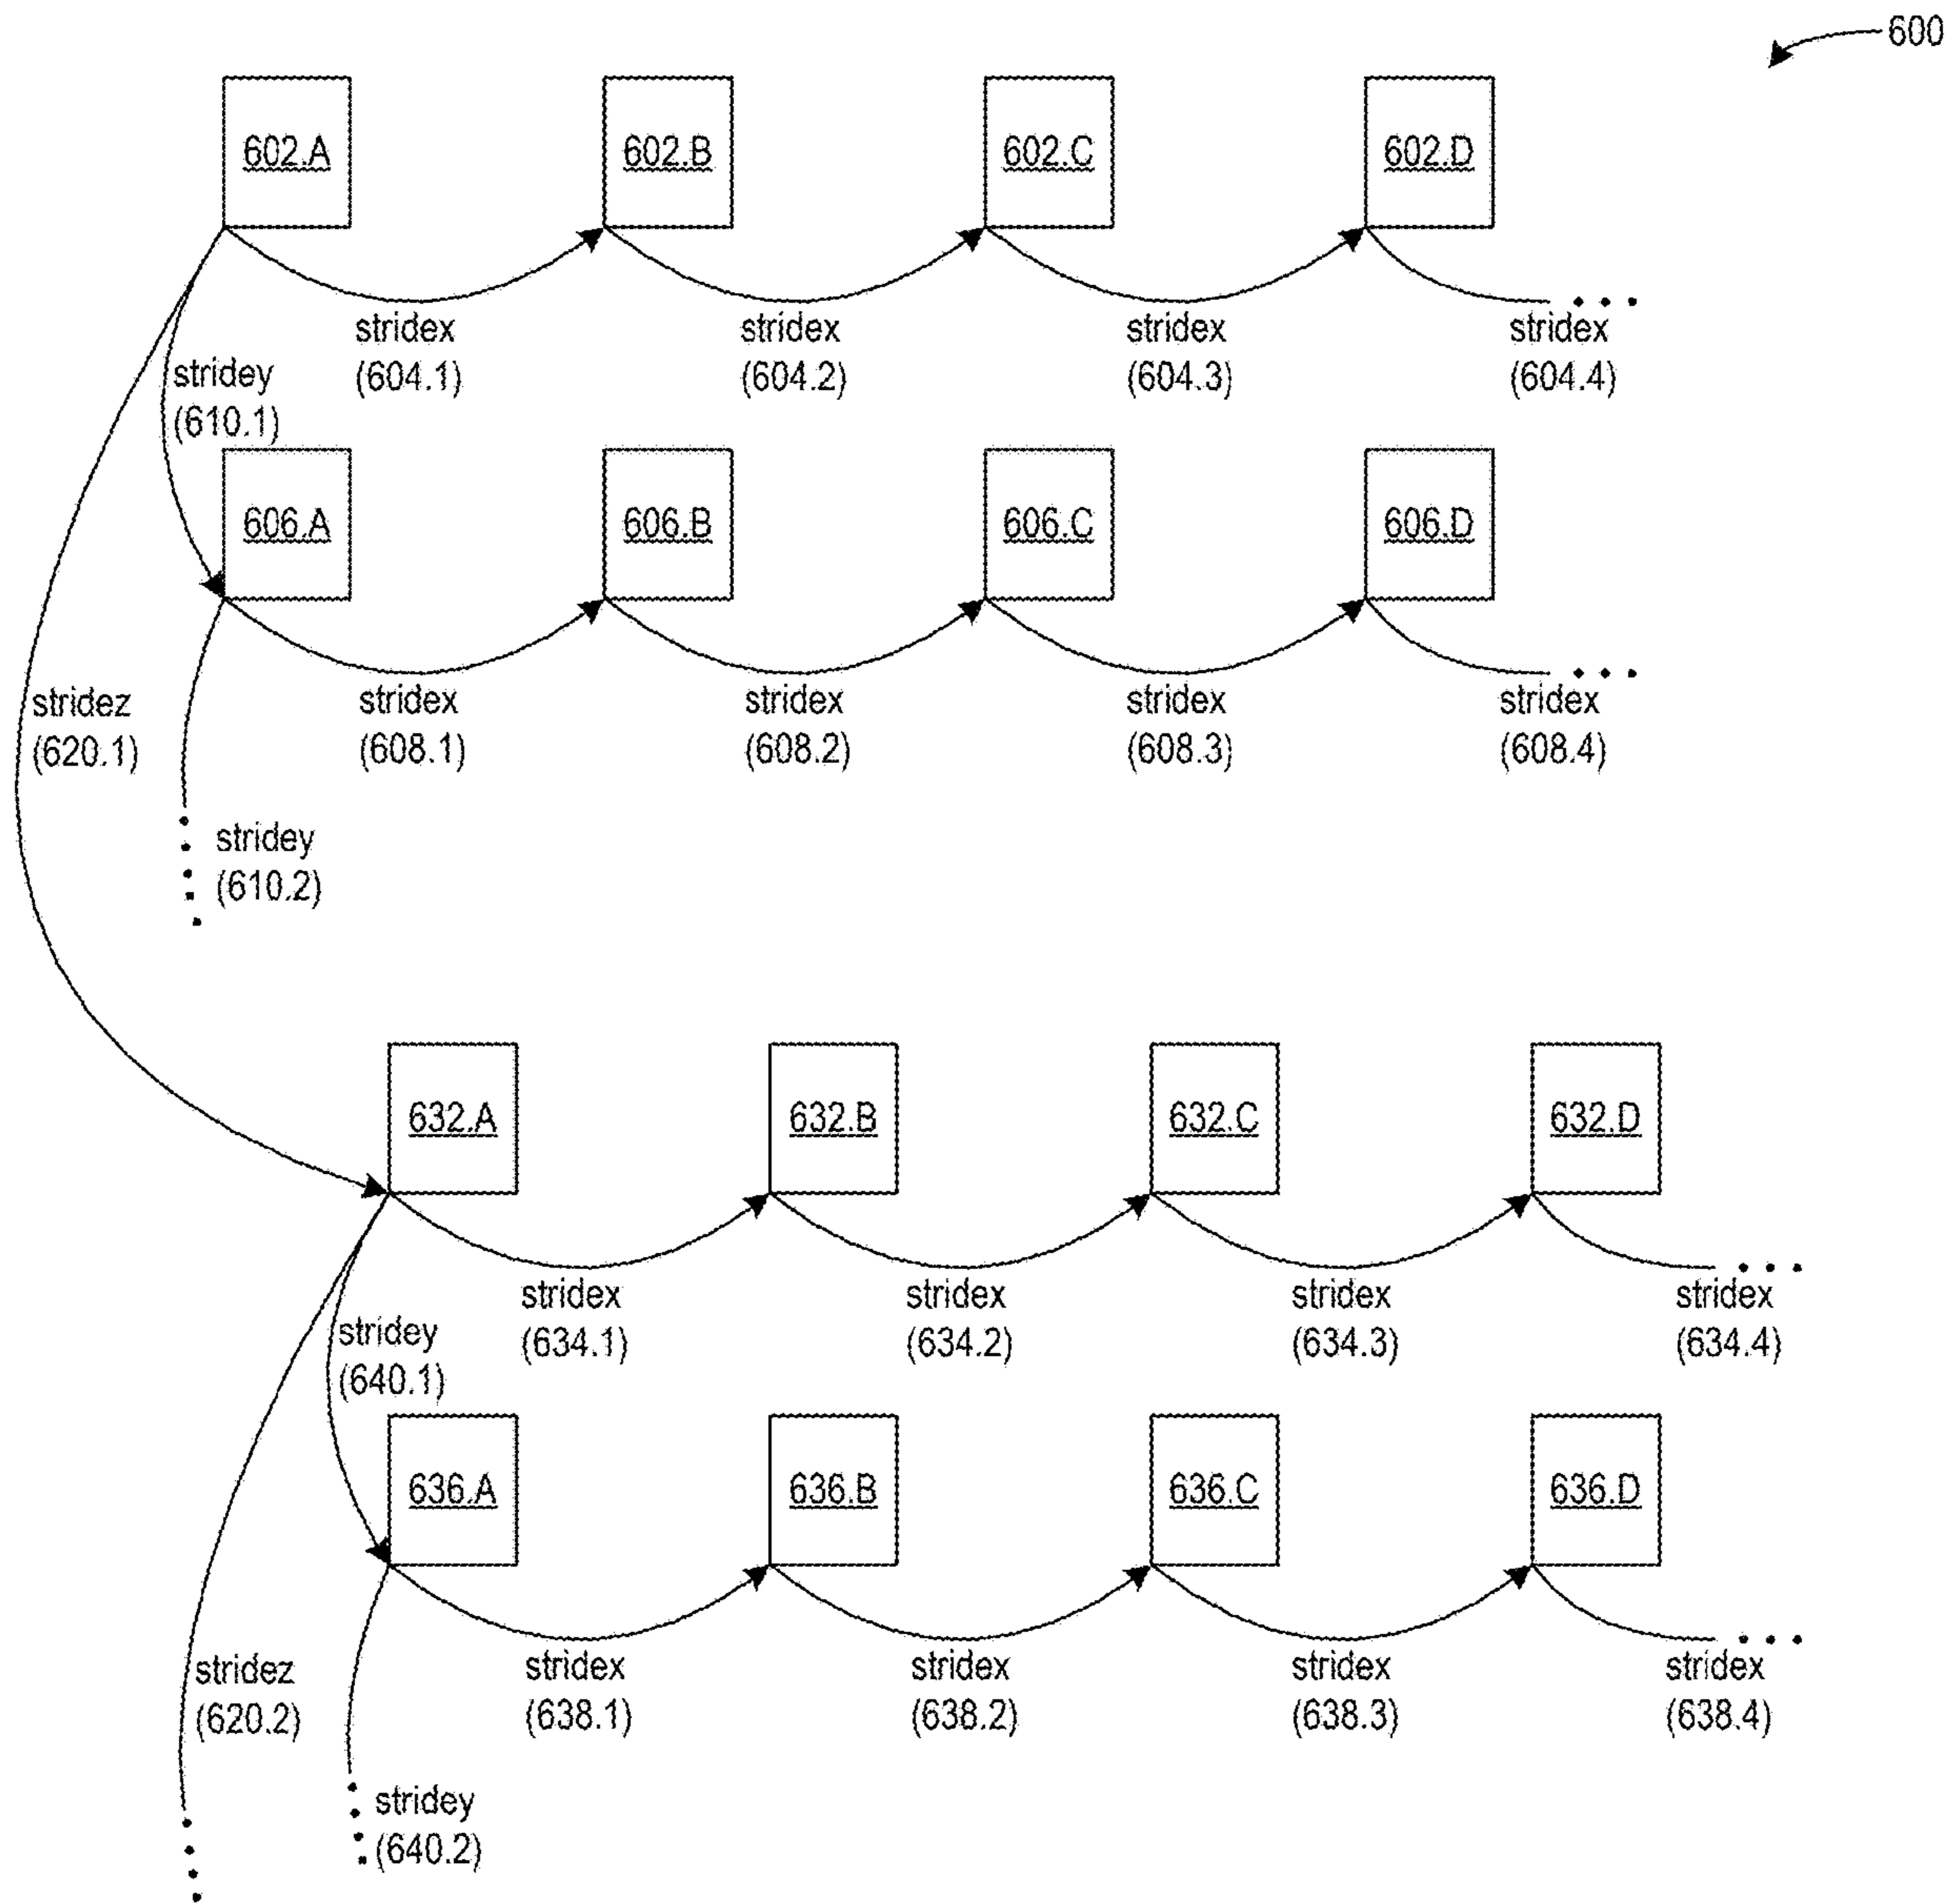 600
602.A 602.B 602.C 602.D
stridex stridex stridex stridex
(604.1) (604.2) (604.3) (604.4)
stridey
(610.1)
606.A 606.B 606.C 606.D
stridex stridex stridex stridex
(608.1) (608.2) (608.3) (608.4)
stridez
(620.1)
stridey
(610.2)
632.A 632.B 632.C 632.D
stridex stridex stridex stridex
(634.1) (634.2) (634.3) (634.4)
stridey
(640.1)
636.A 636.B 636.C 636.D
stridex stridex stridex stridex
(638.1) (638.2) (638.3) (638.4)
stridez
(620.2)
stridey
(640.2)